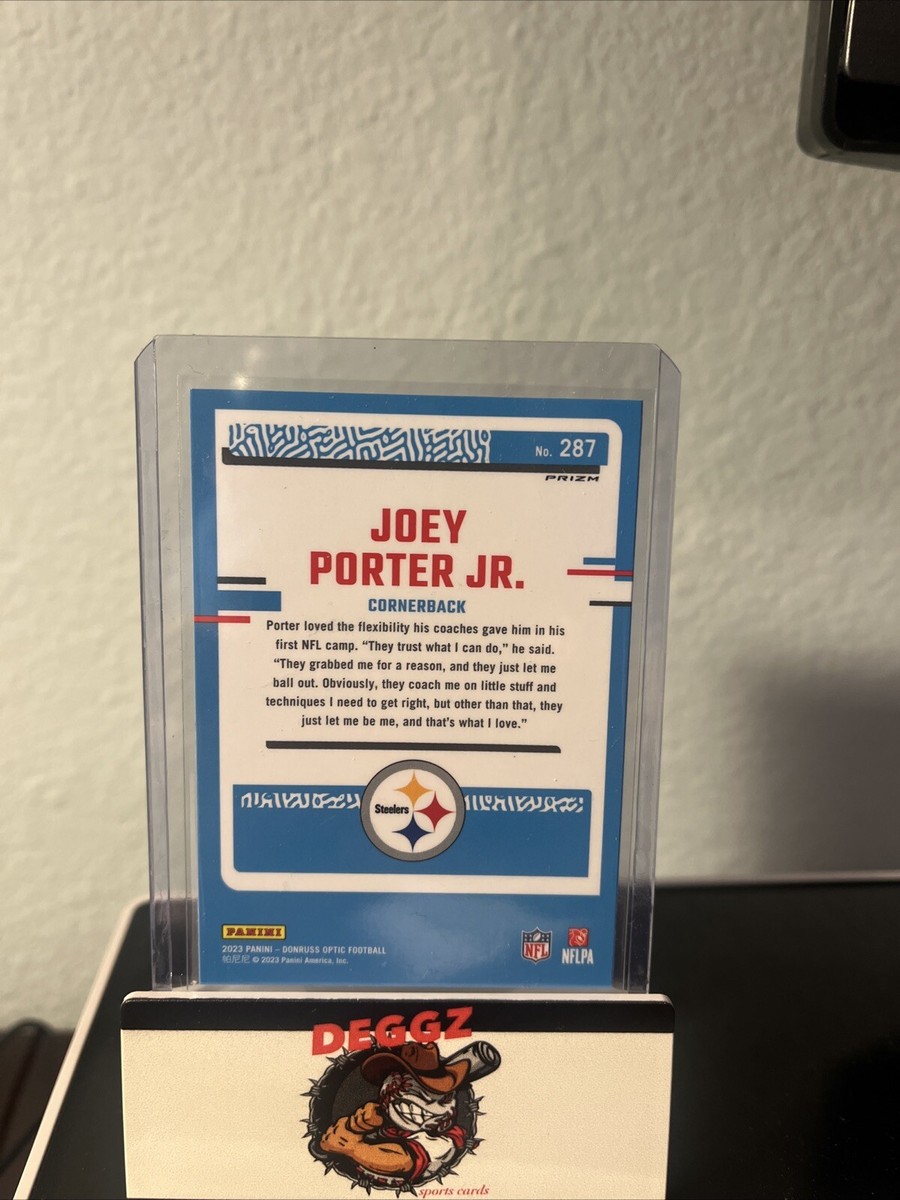 No. 287
PRIZM
JOEY
PORTER JR.
CORNERBACK
Porter loved the flexibility his coaches gave him in his
first NFL camp. “They trust what I can do,” he said.
“They grabbed me for a reason, and they just let me
ball out. Obviously, they coach me on little stuff and
techniques I need to get right, but other than that, they
just let me be me, and that’s what I love.”
Steelers
PANINI
2023 PANINI – DONRUSS OPTIC FOOTBALL
帕尼尼 © 2023 Panini America, Inc.
NFL
NFLPA
DEGGZ
sports cards